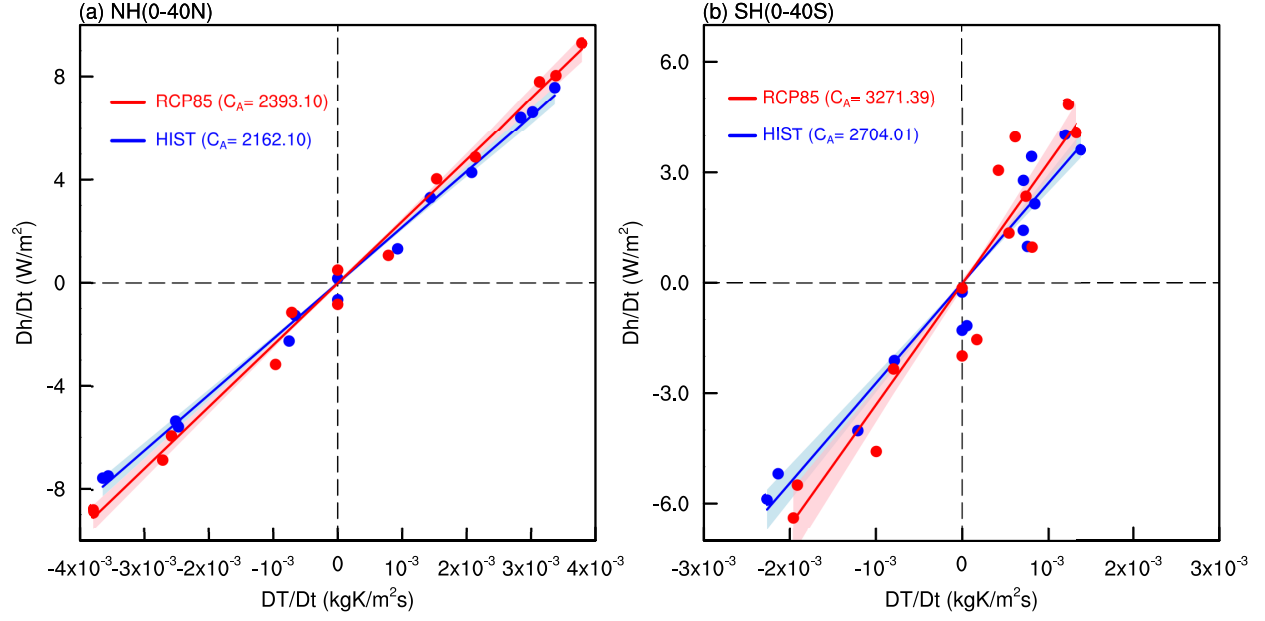 (a) NH(0-40N)
8
4
0
-4
-8
Dh/Dt (W/m²)
RCP85 (C_A= 2393.10)
HIST (C_A= 2162.10)
-4x10⁻³
-3x10⁻³
-2x10⁻³
-10⁻³
0
10⁻³
2x10⁻³
3x10⁻³
4x10⁻³
DT/Dt (kgK/m²s)
(b) SH(0-40S)
6.0
3.0
0.0
-3.0
-6.0
Dh/Dt (W/m²)
RCP85 (C_A= 3271.39)
HIST (C_A= 2704.01)
-3x10⁻³
-2x10⁻³
-10⁻³
0
10⁻³
2x10⁻³
3x10⁻³
DT/Dt (kgK/m²s)